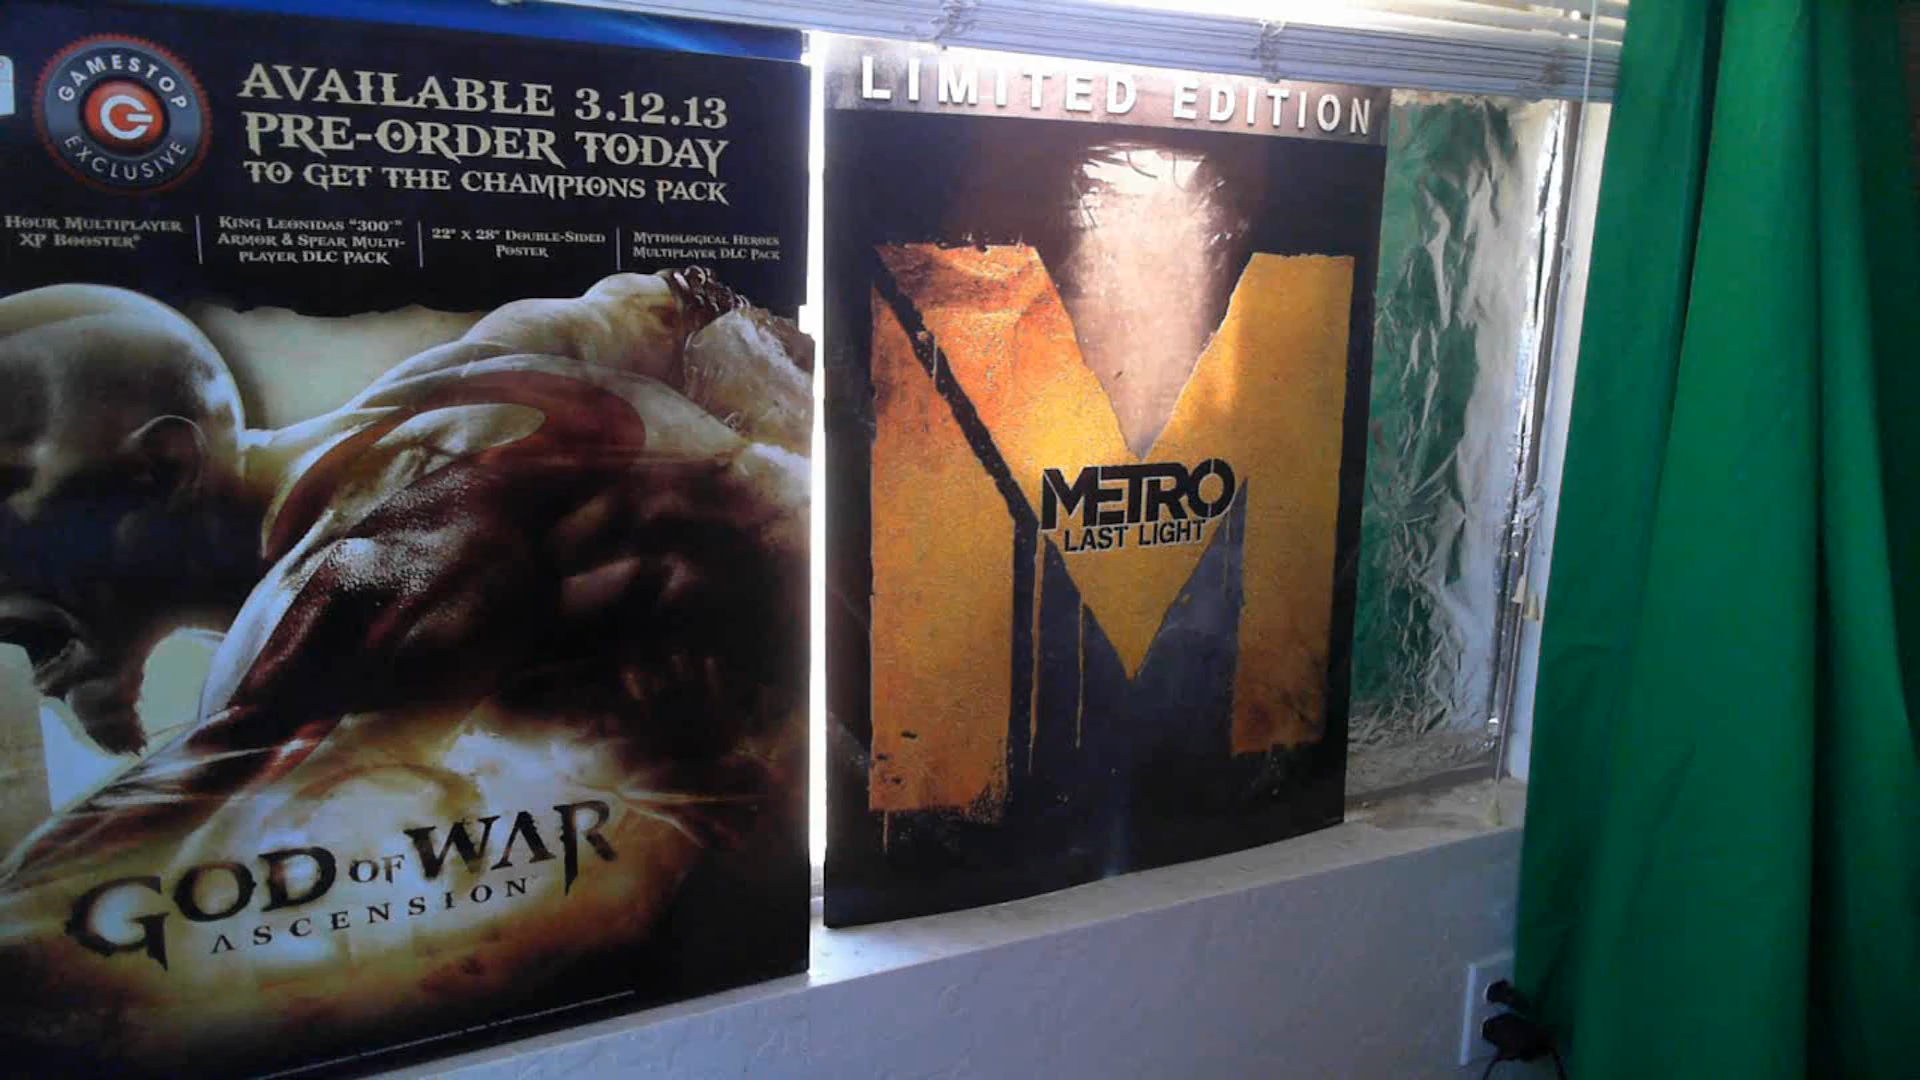 GAMESTOP
EXCLUSIVE
AVAILABLE 3.12.13
PRE-ORDER TODAY
TO GET THE CHAMPIONS PACK
HOUR MULTIPLAYER
XP BOOSTER*
KING LEONIDAS "300"™
ARMOR & SPEAR MULTI-
PLAYER DLC PACK
22" X 28" DOUBLE-SIDED
POSTER
MYTHOLOGICAL HEROES
MULTIPLAYER DLC PACK
GOD OF WAR
ASCENSION™
LIMITED EDITION
METRO
LAST LIGHT